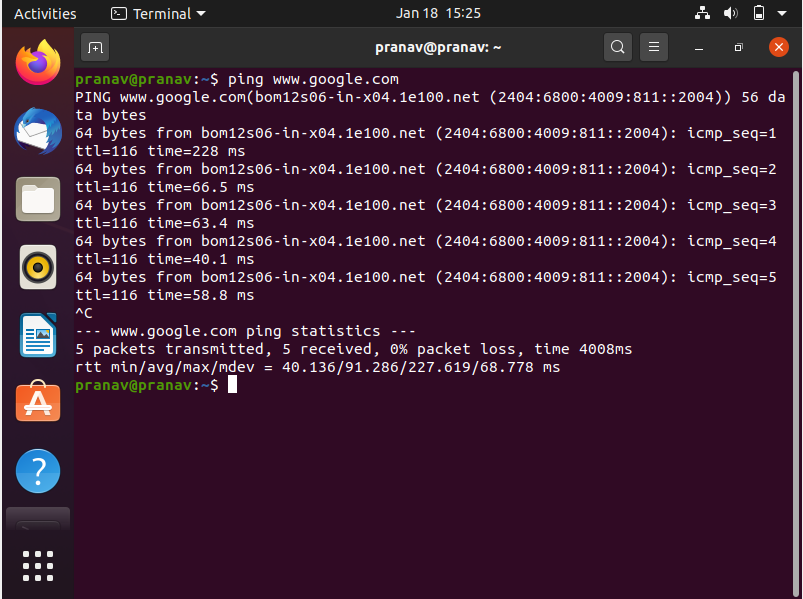 Activities
Terminal
Jan 18 15:25
pranav@pranav: ~
pranav@pranav:~$ ping www.google.com
PING www.google.com(bom12s06-in-x04.1e100.net (2404:6800:4009:811::2004)) 56 da
ta bytes
64 bytes from bom12s06-in-x04.1e100.net (2404:6800:4009:811::2004): icmp_seq=1
ttl=116 time=228 ms
64 bytes from bom12s06-in-x04.1e100.net (2404:6800:4009:811::2004): icmp_seq=2
ttl=116 time=66.5 ms
64 bytes from bom12s06-in-x04.1e100.net (2404:6800:4009:811::2004): icmp_seq=3
ttl=116 time=63.4 ms
64 bytes from bom12s06-in-x04.1e100.net (2404:6800:4009:811::2004): icmp_seq=4
ttl=116 time=40.1 ms
64 bytes from bom12s06-in-x04.1e100.net (2404:6800:4009:811::2004): icmp_seq=5
ttl=116 time=58.8 ms
^C
--- www.google.com ping statistics ---
5 packets transmitted, 5 received, 0% packet loss, time 4008ms
rtt min/avg/max/mdev = 40.136/91.286/227.619/68.778 ms
pranav@pranav:~$